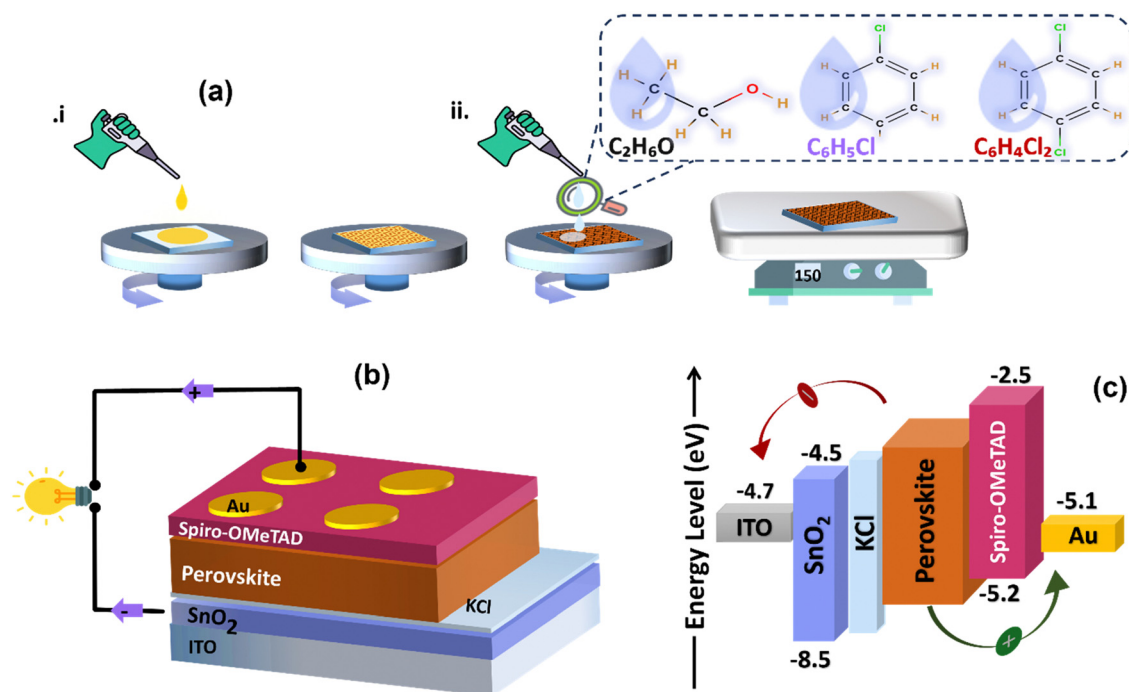 (a)
.i
ii.
H
H
C
H
C
H
H
O
H
C₂H₆O
Cl
C
H
C
C
H
H
C
C
H
C
H
C₆H₅Cl
Cl
C
H
C
C
H
H
C
C
H
C
Cl
C₆H₄Cl₂
150
(b)
+
Au
Spiro-OMeTAD
Perovskite
KCl
-
SnO₂
ITO
(c)
Energy Level (eV)
−
-4.7
ITO
-4.5
SnO₂
-8.5
KCl
Perovskite
-2.5
Spiro-OMeTAD
-5.2
-5.1
Au
+